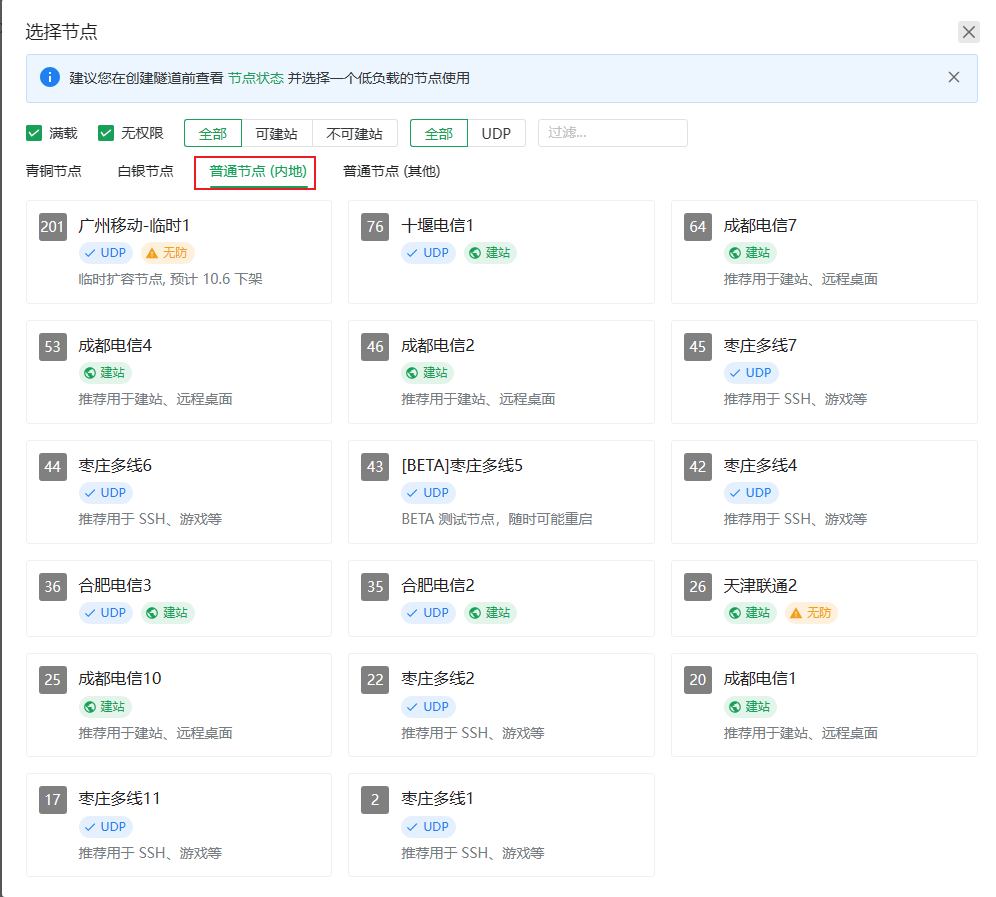 选择节点
建议您在创建隧道前查看 节点状态 并选择一个低负载的节点使用
满载 无权限 全部 可建站 不可建站 全部 UDP 过滤...
青铜节点 白银节点 普通节点 (内地) 普通节点 (其他)
201 广州移动-临时1
UDP 无防
临时扩容节点, 预计 10.6 下架
76 十堰电信1
UDP 建站
64 成都电信7
建站
推荐用于建站、远程桌面
53 成都电信4
建站
推荐用于建站、远程桌面
46 成都电信2
建站
推荐用于建站、远程桌面
45 枣庄多线7
UDP
推荐用于 SSH、游戏等
44 枣庄多线6
UDP
推荐用于 SSH、游戏等
43 [BETA]枣庄多线5
UDP
BETA 测试节点，随时可能重启
42 枣庄多线4
UDP
推荐用于 SSH、游戏等
36 合肥电信3
UDP 建站
35 合肥电信2
UDP 建站
26 天津联通2
建站 无防
25 成都电信10
建站
推荐用于建站、远程桌面
22 枣庄多线2
UDP
推荐用于 SSH、游戏等
20 成都电信1
建站
推荐用于建站、远程桌面
17 枣庄多线11
UDP
推荐用于 SSH、游戏等
2 枣庄多线1
UDP
推荐用于 SSH、游戏等